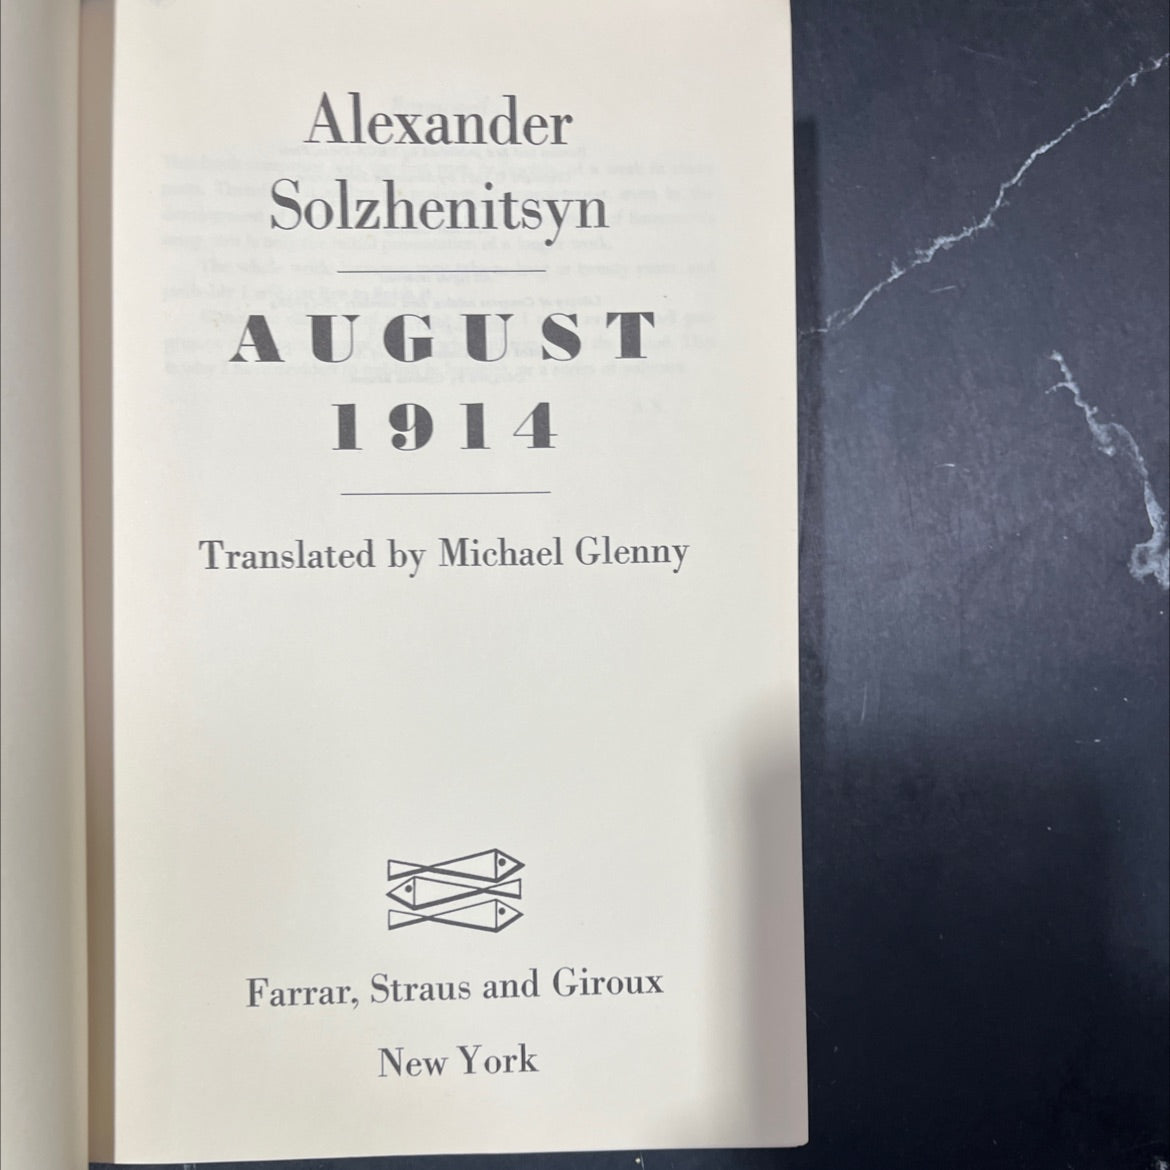 Alexander
Solzhenitsyn
AUGUST
1914
Translated by Michael Glenny
Farrar, Straus and Giroux
New York